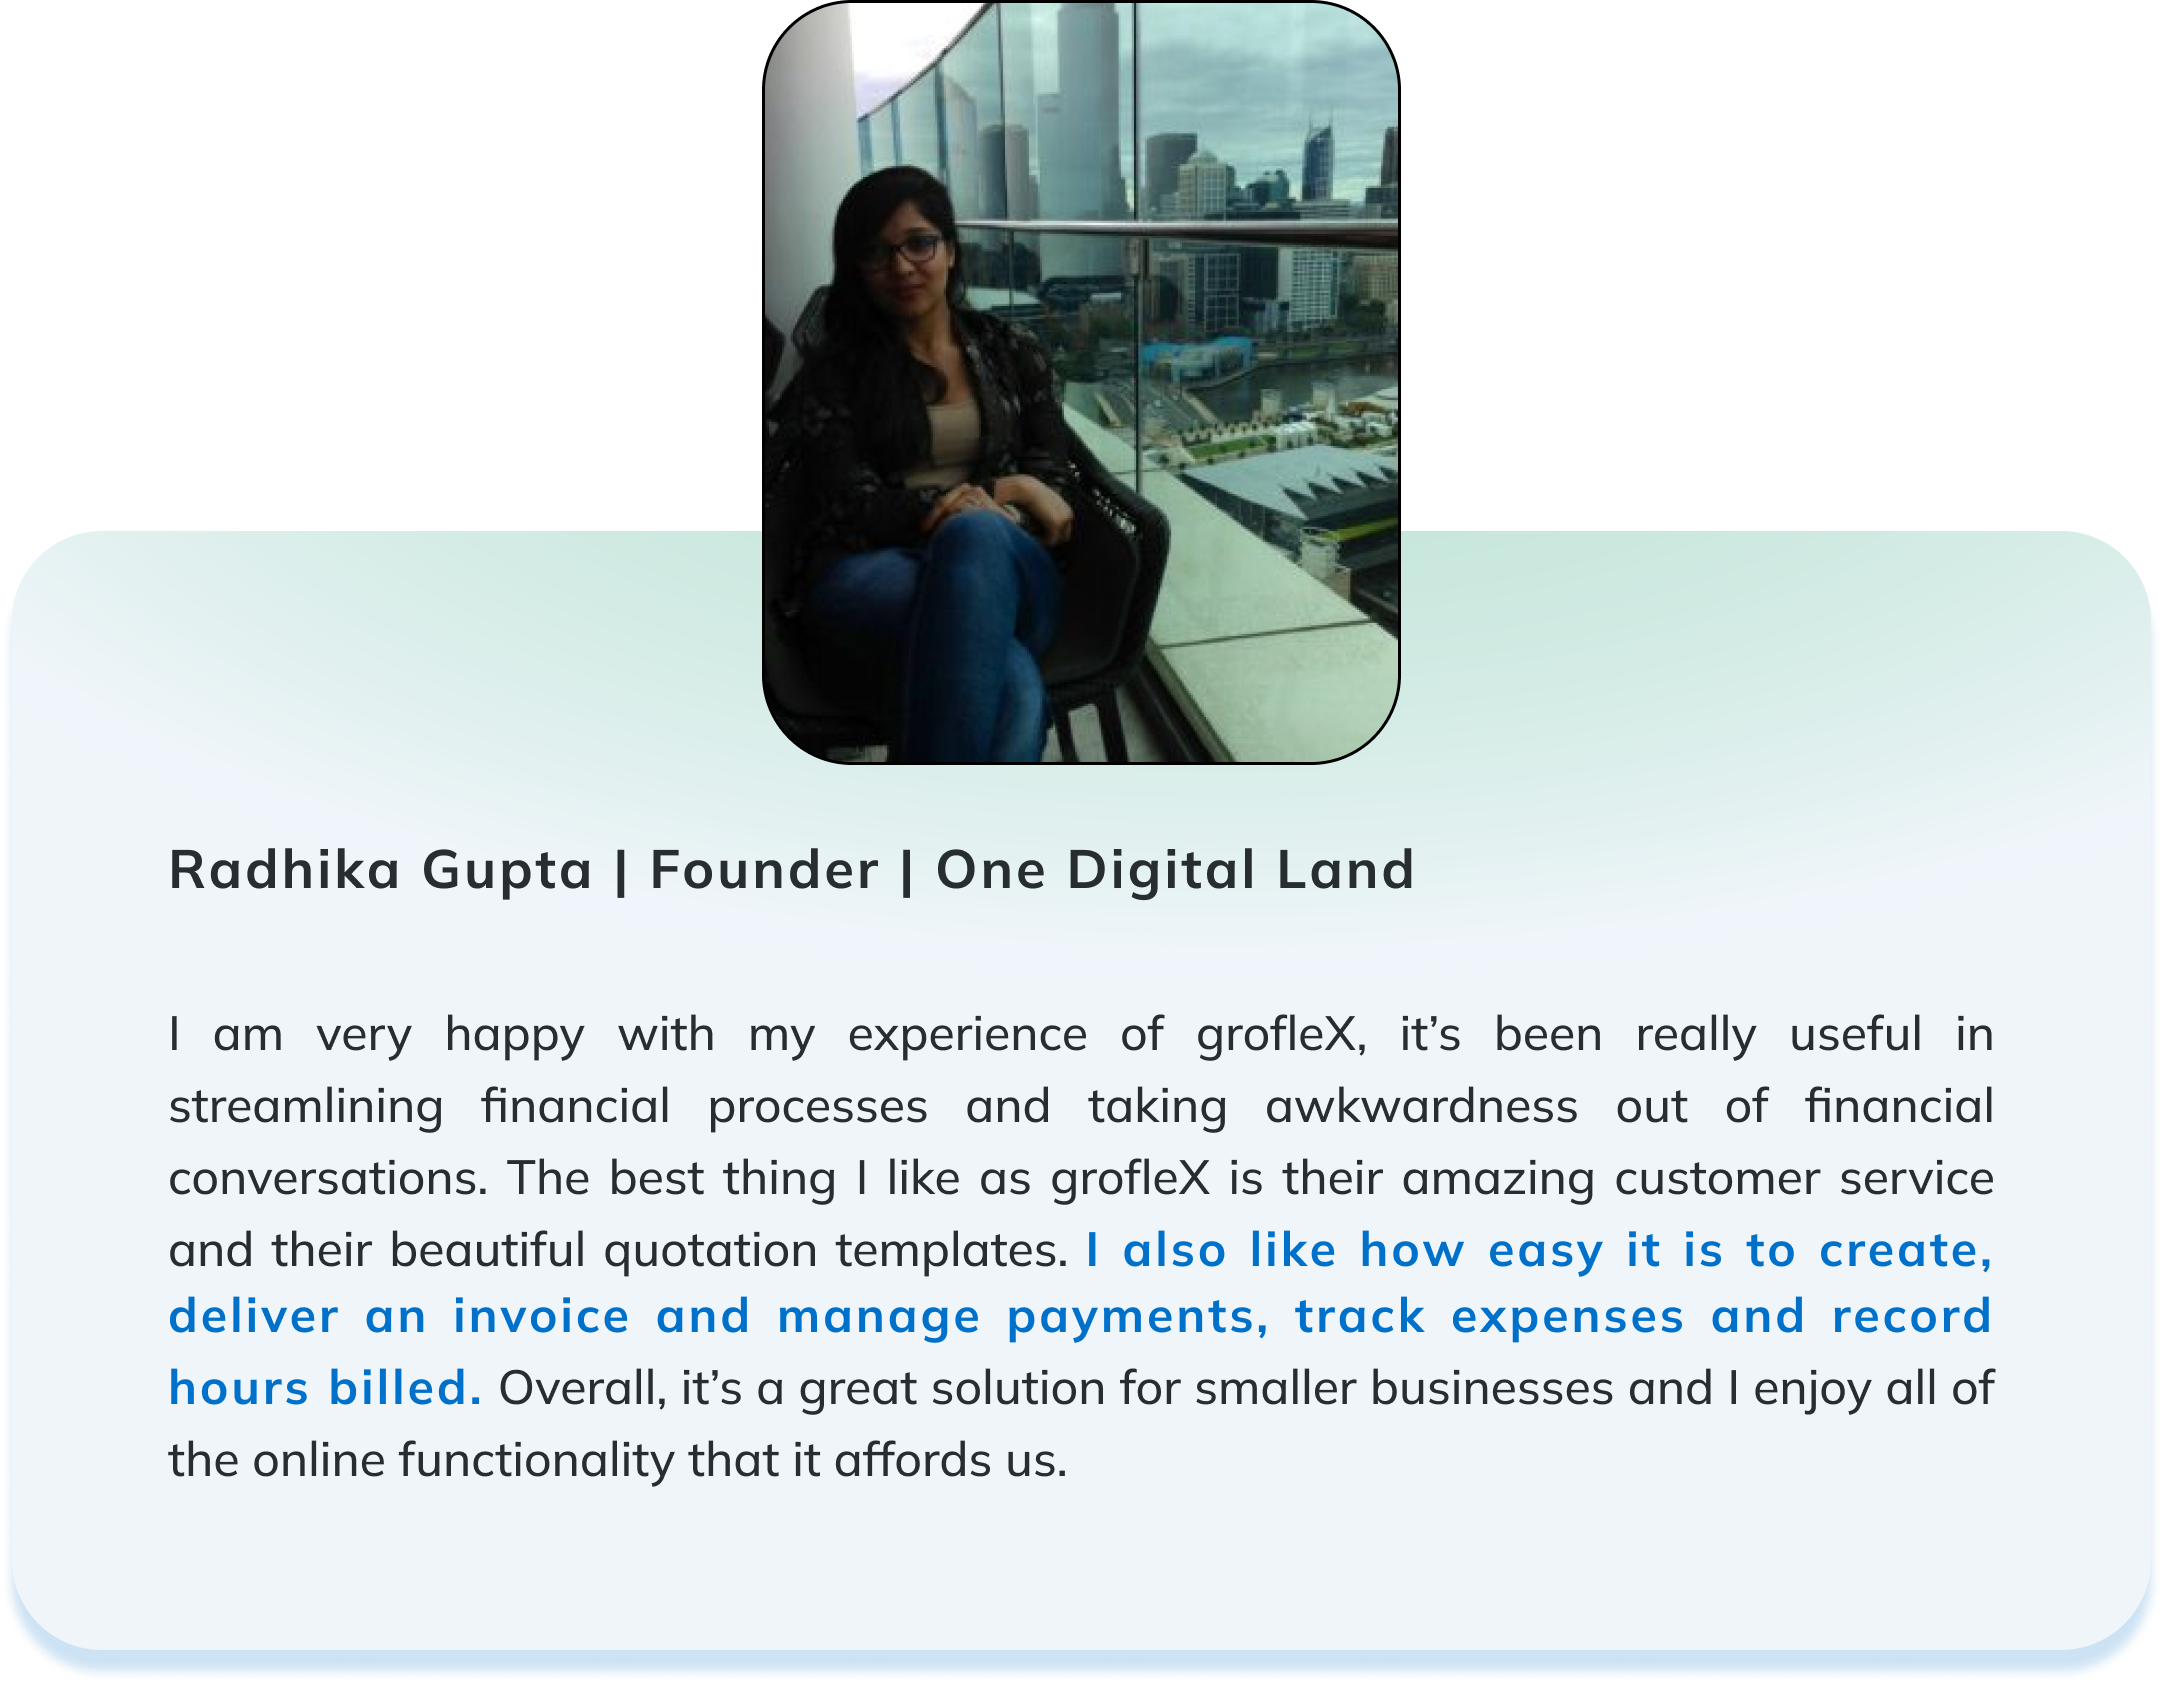 Radhika Gupta | Founder | One Digital Land
I am very happy with my experience of grofleX, it’s been really useful in
streamlining financial processes and taking awkwardness out of financial
conversations. The best thing I like as grofleX is their amazing customer service
and their beautiful quotation templates. I also like how easy it is to create,
deliver an invoice and manage payments, track expenses and record
hours billed. Overall, it’s a great solution for smaller businesses and I enjoy all of
the online functionality that it affords us.